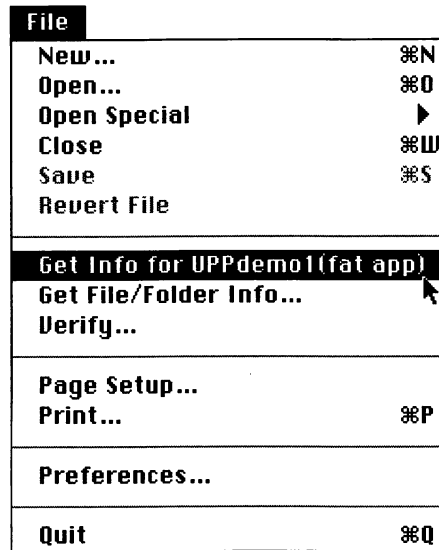 File
New... ⌘N
Open... ⌘O
Open Special ▶
Close ⌘W
Save ⌘S
Revert File
Get Info for UPPdemo1(fat app)
Get File/Folder Info...
Verify...
Page Setup...
Print... ⌘P
Preferences...
Quit ⌘Q